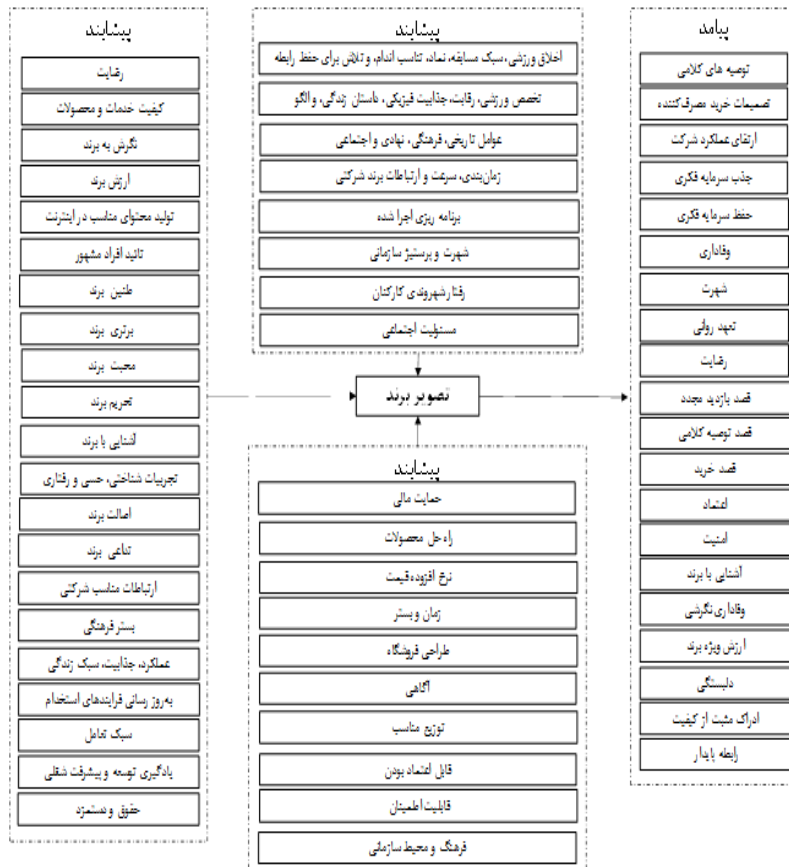 پیشایند
رضایت
کیفیت خدمات و محصولات
نگرش به برند
ارزش برند
تولید محتوای مناسب در اینترنت
تائید افراد مشهور
طنین برند
برتری برند
محبت برند
تحریم برند
آشنایی با برند
تجربیات شناختی، حسی و رفتاری
اصالت برند
تداعی برند
ارتباطات مناسب شرکتی
بستر فرهنگی
عملکرد، جذابیت، سبک زندگی
به‌روز رسانی فرایندهای استخدام
سبک تعامل
یادگیری توسعه و پیشرفت شغلی
حقوق و دستمزد
پیشایند
اخلاق ورزشی، سبک مسابقه، نماد، تناسب اندام، و تلاش برای حفظ رابطه
تخصص ورزشی، رقابت، جذابیت فیزیکی، داستان زندگی، و الگو
عوامل تاریخی، فرهنگی، نهادی و اجتماعی
زمان‌بندی، سرعت و ارتباطات برند شرکتی
برنامه ریزی اجرا شده
شهرت و پرستیژ سازمانی
رفتار شهروندی کارکنان
مسئولیت اجتماعی
تصویر برند
پیشایند
حمایت مالی
راه حل محصولات
نرخ افزوده قیمت
زمان و بستر
طراحی فروشگاه
آگاهی
توزیع مناسب
قابل اعتماد بودن
قابلیت اطمینان
فرهنگ و محیط سازمانی
پیامد
توصیه های کلامی
تصمیمات خرید مصرف‌کننده
ارتقای عملکرد شرکت
جذب سرمایه فکری
حفظ سرمایه فکری
وفاداری
شهرت
تعهد روانی
رضایت
قصد بازدید مجدد
قصد توصیه کلامی
قصد خرید
اعتماد
امنیت
آشنایی با برند
وفاداری نگرشی
ارزش ویژه برند
دلبستگی
ادراک مثبت از کیفیت
رابطه پایدار